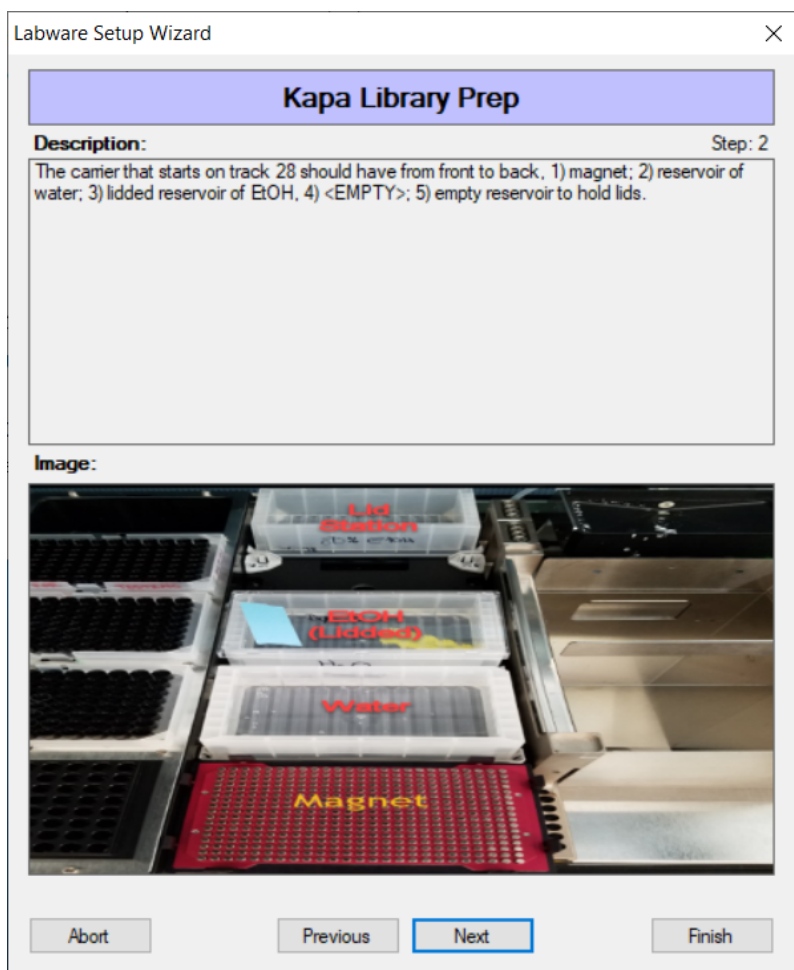 Labware Setup Wizard
Kapa Library Prep
Description:
Step: 2
The carrier that starts on track 28 should have from front to back, 1) magnet; 2) reservoir of
water; 3) lidded reservoir of EtOH, 4) <EMPTY>; 5) empty reservoir to hold lids.
Image:
Lid
Station
EtOH
(Lidded)
H2O
Water
Magnet
Abort
Previous
Next
Finish